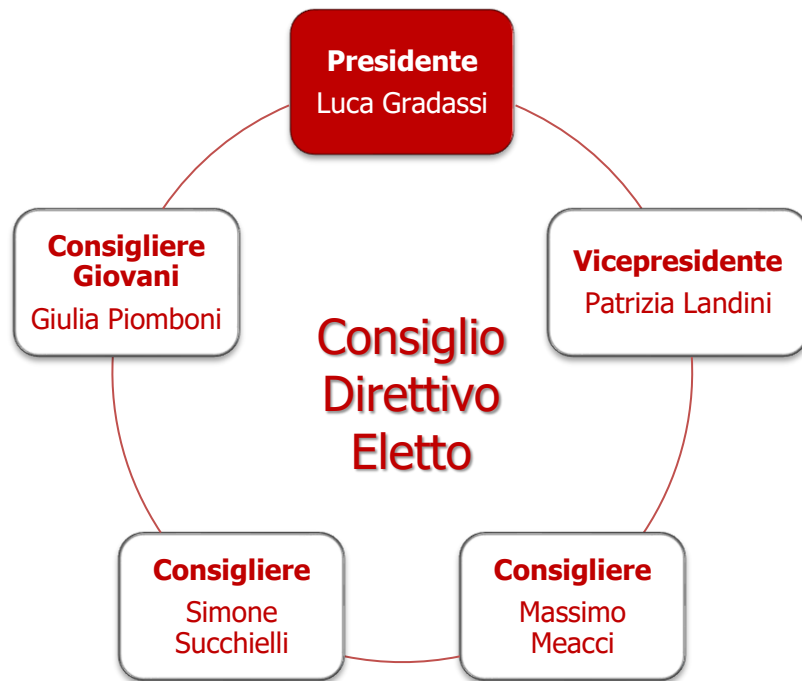 Presidente
Luca Gradassi
Consigliere
Giovani
Giulia Piomboni
Vicepresidente
Patrizia Landini
Consiglio
Direttivo
Eletto
Consigliere
Simone
Succhielli
Consigliere
Massimo
Meacci